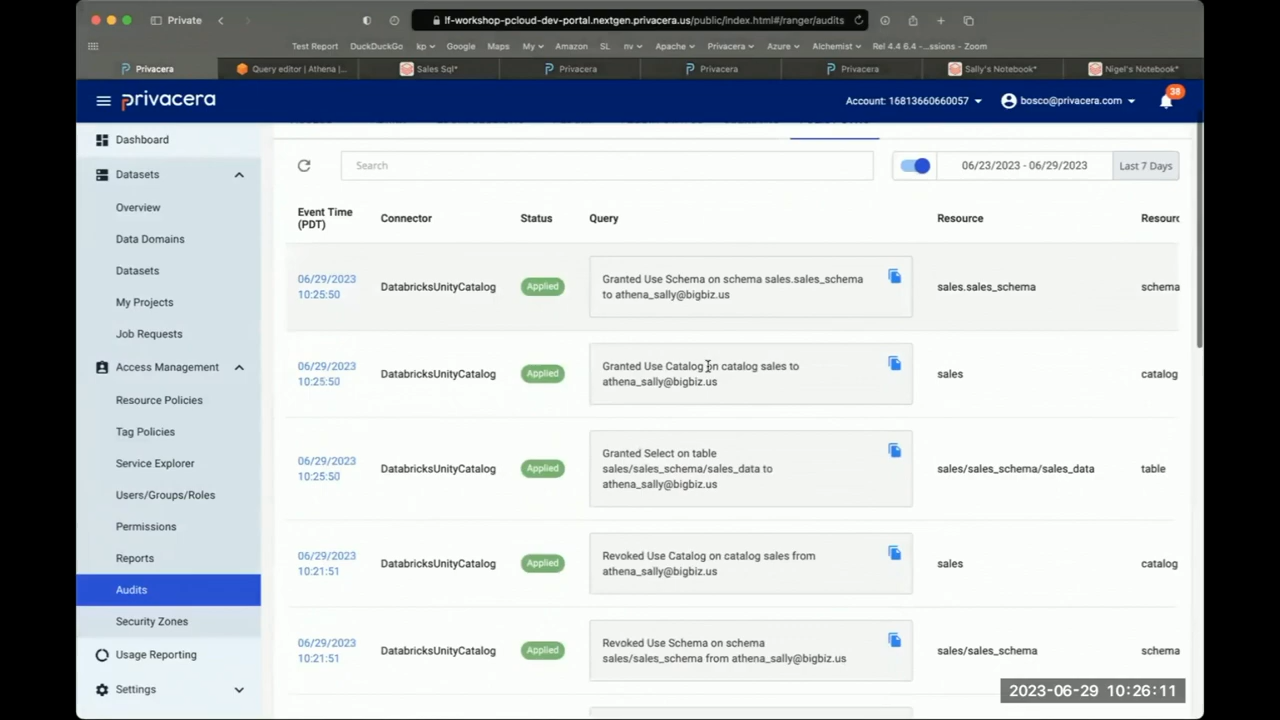 Private
lf-workshop-pcloud-dev-portal.nextgen.privacera.us/public/index.html#/ranger/audits
Test Report DuckDuckGo kp Google Maps My Amazon SL nv Apache Privacera Azure Alchemist Rel 4.4 6.4 -...ssions - Zoom
Privacera Query editor | Athena |... Sales Sql* Privacera Privacera Privacera Sally's Notebook* Nigel's Notebook*
privacera Account: 16813660660057 bosco@privacera.com 38
Dashboard
Datasets
Overview
Data Domains
Datasets
My Projects
Job Requests
Access Management
Resource Policies
Tag Policies
Service Explorer
Users/Groups/Roles
Permissions
Reports
Audits
Security Zones
Usage Reporting
Settings
Search 06/23/2023 - 06/29/2023 Last 7 Days
Event Time (PDT) Connector Status Query Resource Resourc
06/29/2023 10:25:50 DatabricksUnityCatalog Applied
Granted Use Schema on schema sales.sales_schema
to athena_sally@bigbiz.us
sales.sales_schema schema
06/29/2023 10:25:50 DatabricksUnityCatalog Applied
Granted Use Catalog on catalog sales to
athena_sally@bigbiz.us
sales catalog
06/29/2023 10:25:50 DatabricksUnityCatalog Applied
Granted Select on table
sales/sales_schema/sales_data to
athena_sally@bigbiz.us
sales/sales_schema/sales_data table
06/29/2023 10:21:51 DatabricksUnityCatalog Applied
Revoked Use Catalog on catalog sales from
athena_sally@bigbiz.us
sales catalog
06/29/2023 10:21:51 DatabricksUnityCatalog Applied
Revoked Use Schema on schema
sales/sales_schema from athena_sally@bigbiz.us
sales/sales_schema schema
2023-06-29 10:26:11